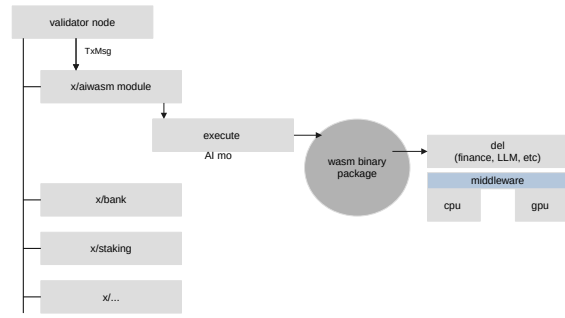 validator node
TxMsg
x/aiwasm module
execute
AI mo
wasm binary
package
del
(finance, LLM, etc)
middleware
cpu
gpu
x/bank
x/staking
x/...